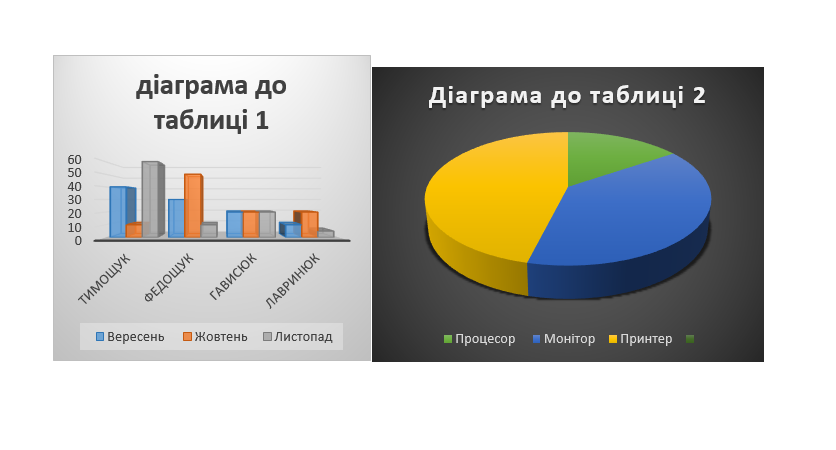 діаграма до
таблиці 1
60
50
40
30
20
10
0
ТИМОЩУК
ФЕДОЩУК
ГАВИСЮК
ЛАВРИНЮК
Вересень Жовтень Листопад
Діаграма до таблиці 2
Процесор Монітор Принтер